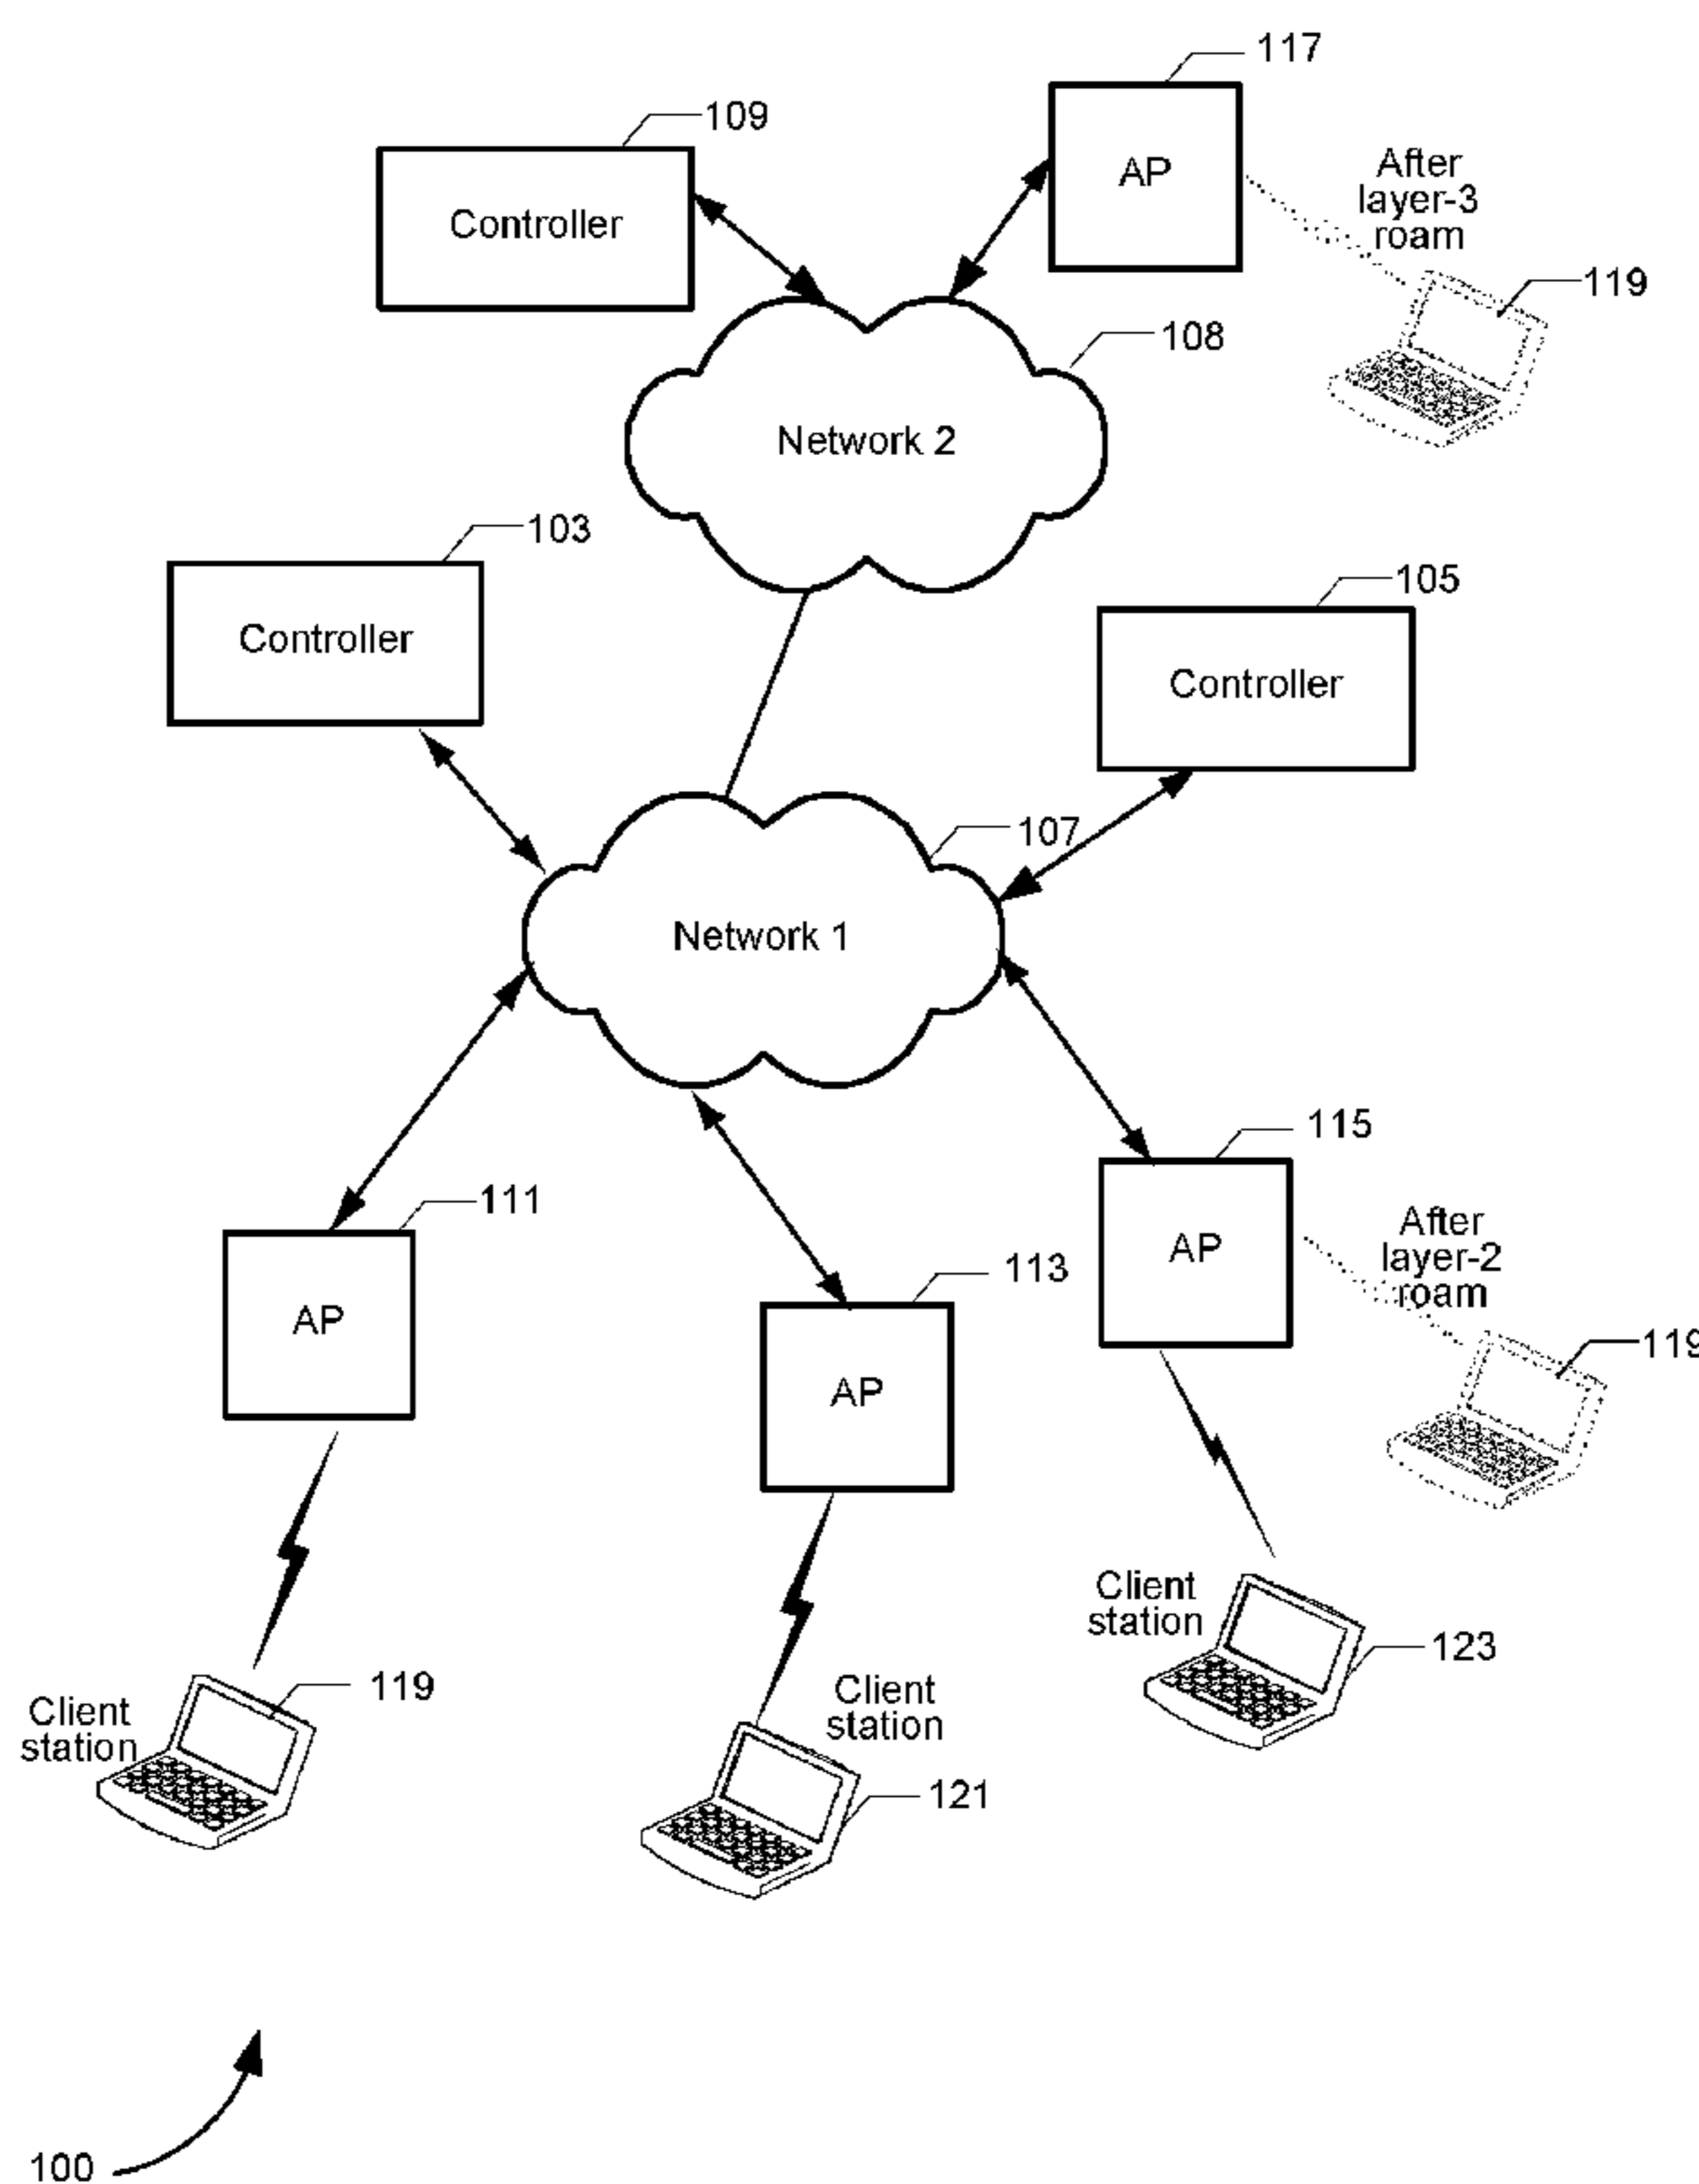 117
109
AP
After
layer-3
roam
Controller
119
108
Network 2
103
105
Controller
Controller
107
Network 1
115
111
After
layer-2
roam
AP
113
AP
119
AP
Client
station
123
119
Client
station
Client
station
121
100